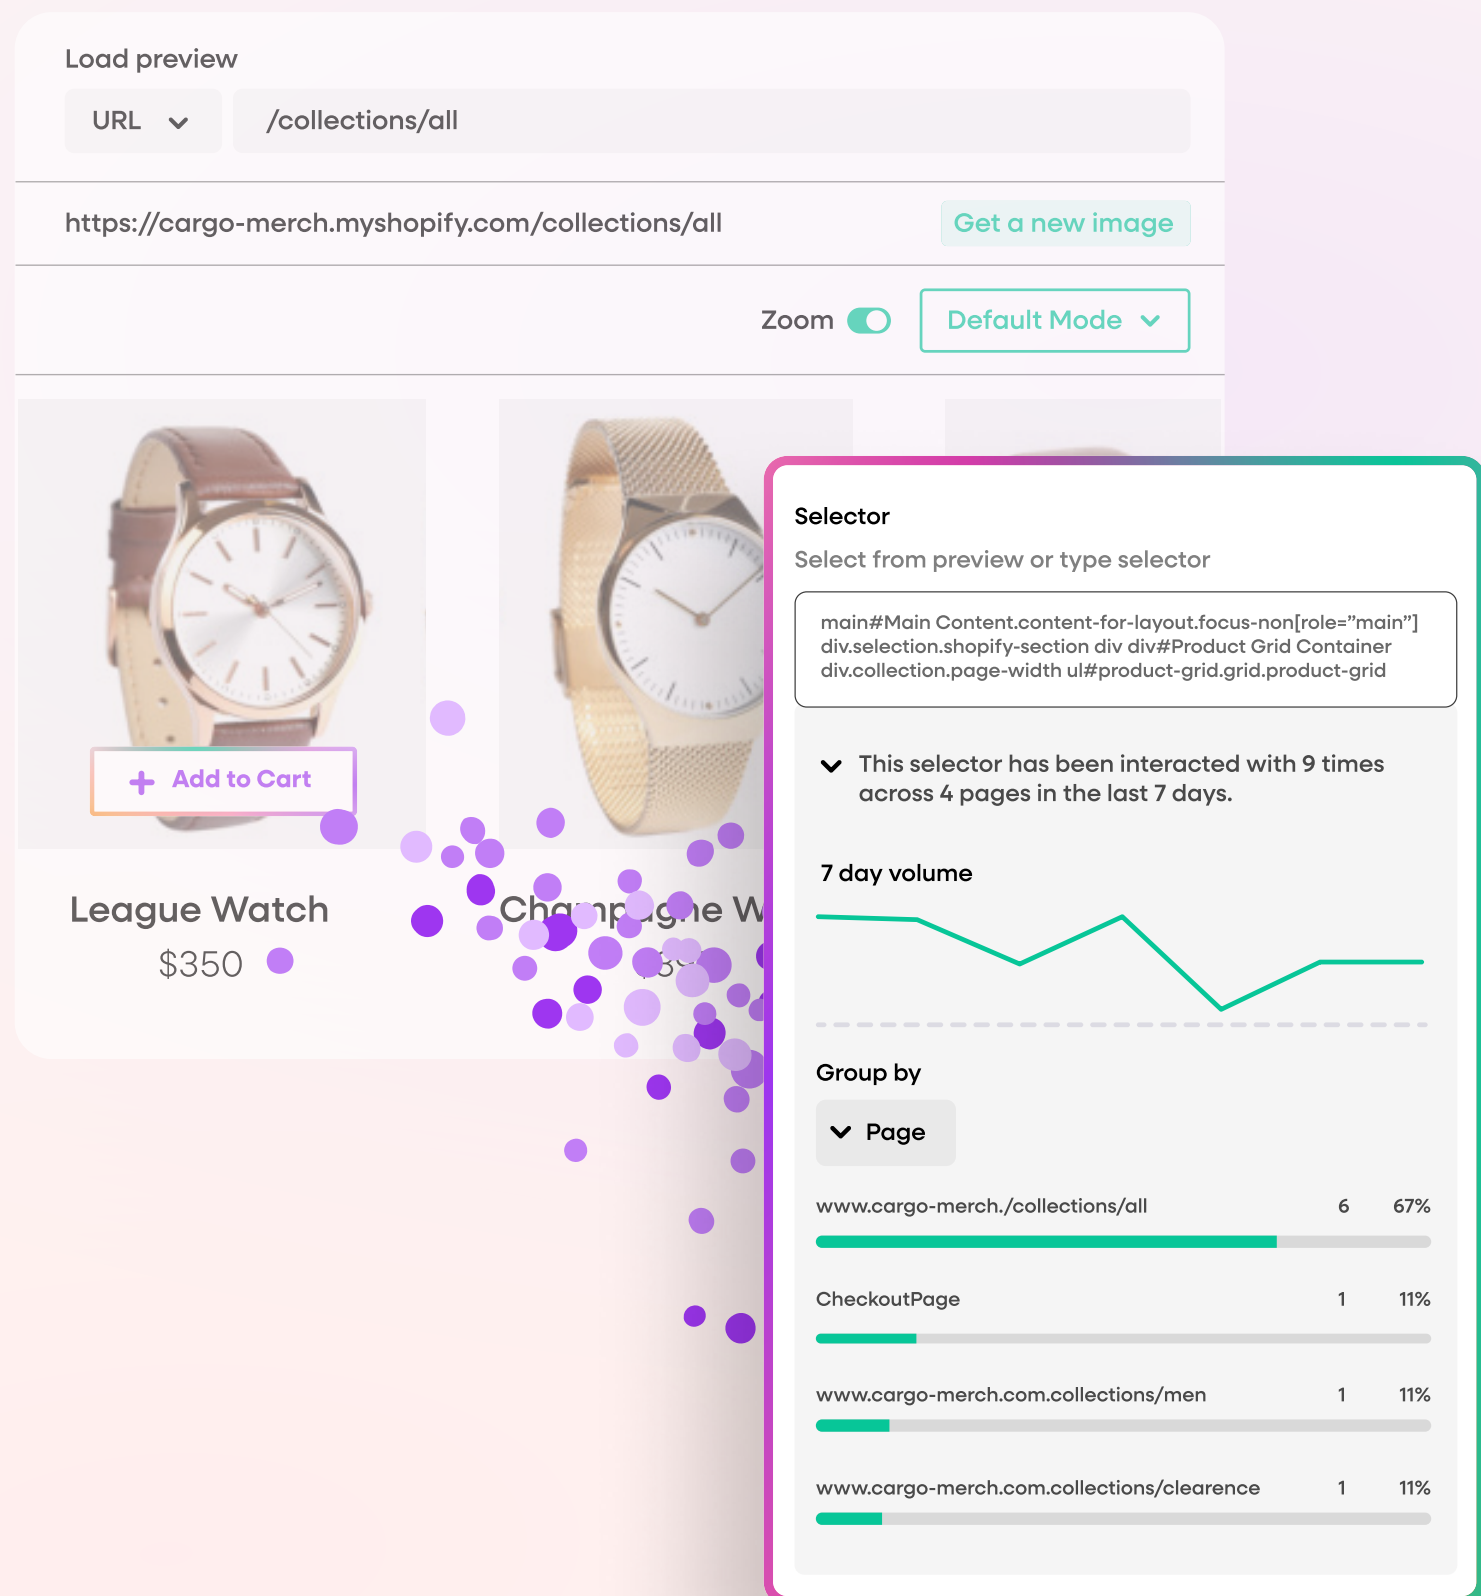 Load preview
URL
/collections/all
https://cargo-merch.myshopify.com/collections/all
Get a new image
Zoom
Default Mode
Add to Cart
League Watch
$350
Champagne
Selector
Select from preview or type selector
main#Main Content.content-for-layout.focus-non[role=”main”]
div.selection.shopify-section div div#Product Grid Container
div.collection.page-width ul#product-grid.grid.product-grid
This selector has been interacted with 9 times
across 4 pages in the last 7 days.
7 day volume
Group by
Page
www.cargo-merch./collections/all 6 67%
CheckoutPage 1 11%
www.cargo-merch.com.collections/men 1 11%
www.cargo-merch.com.collections/clearence 1 11%